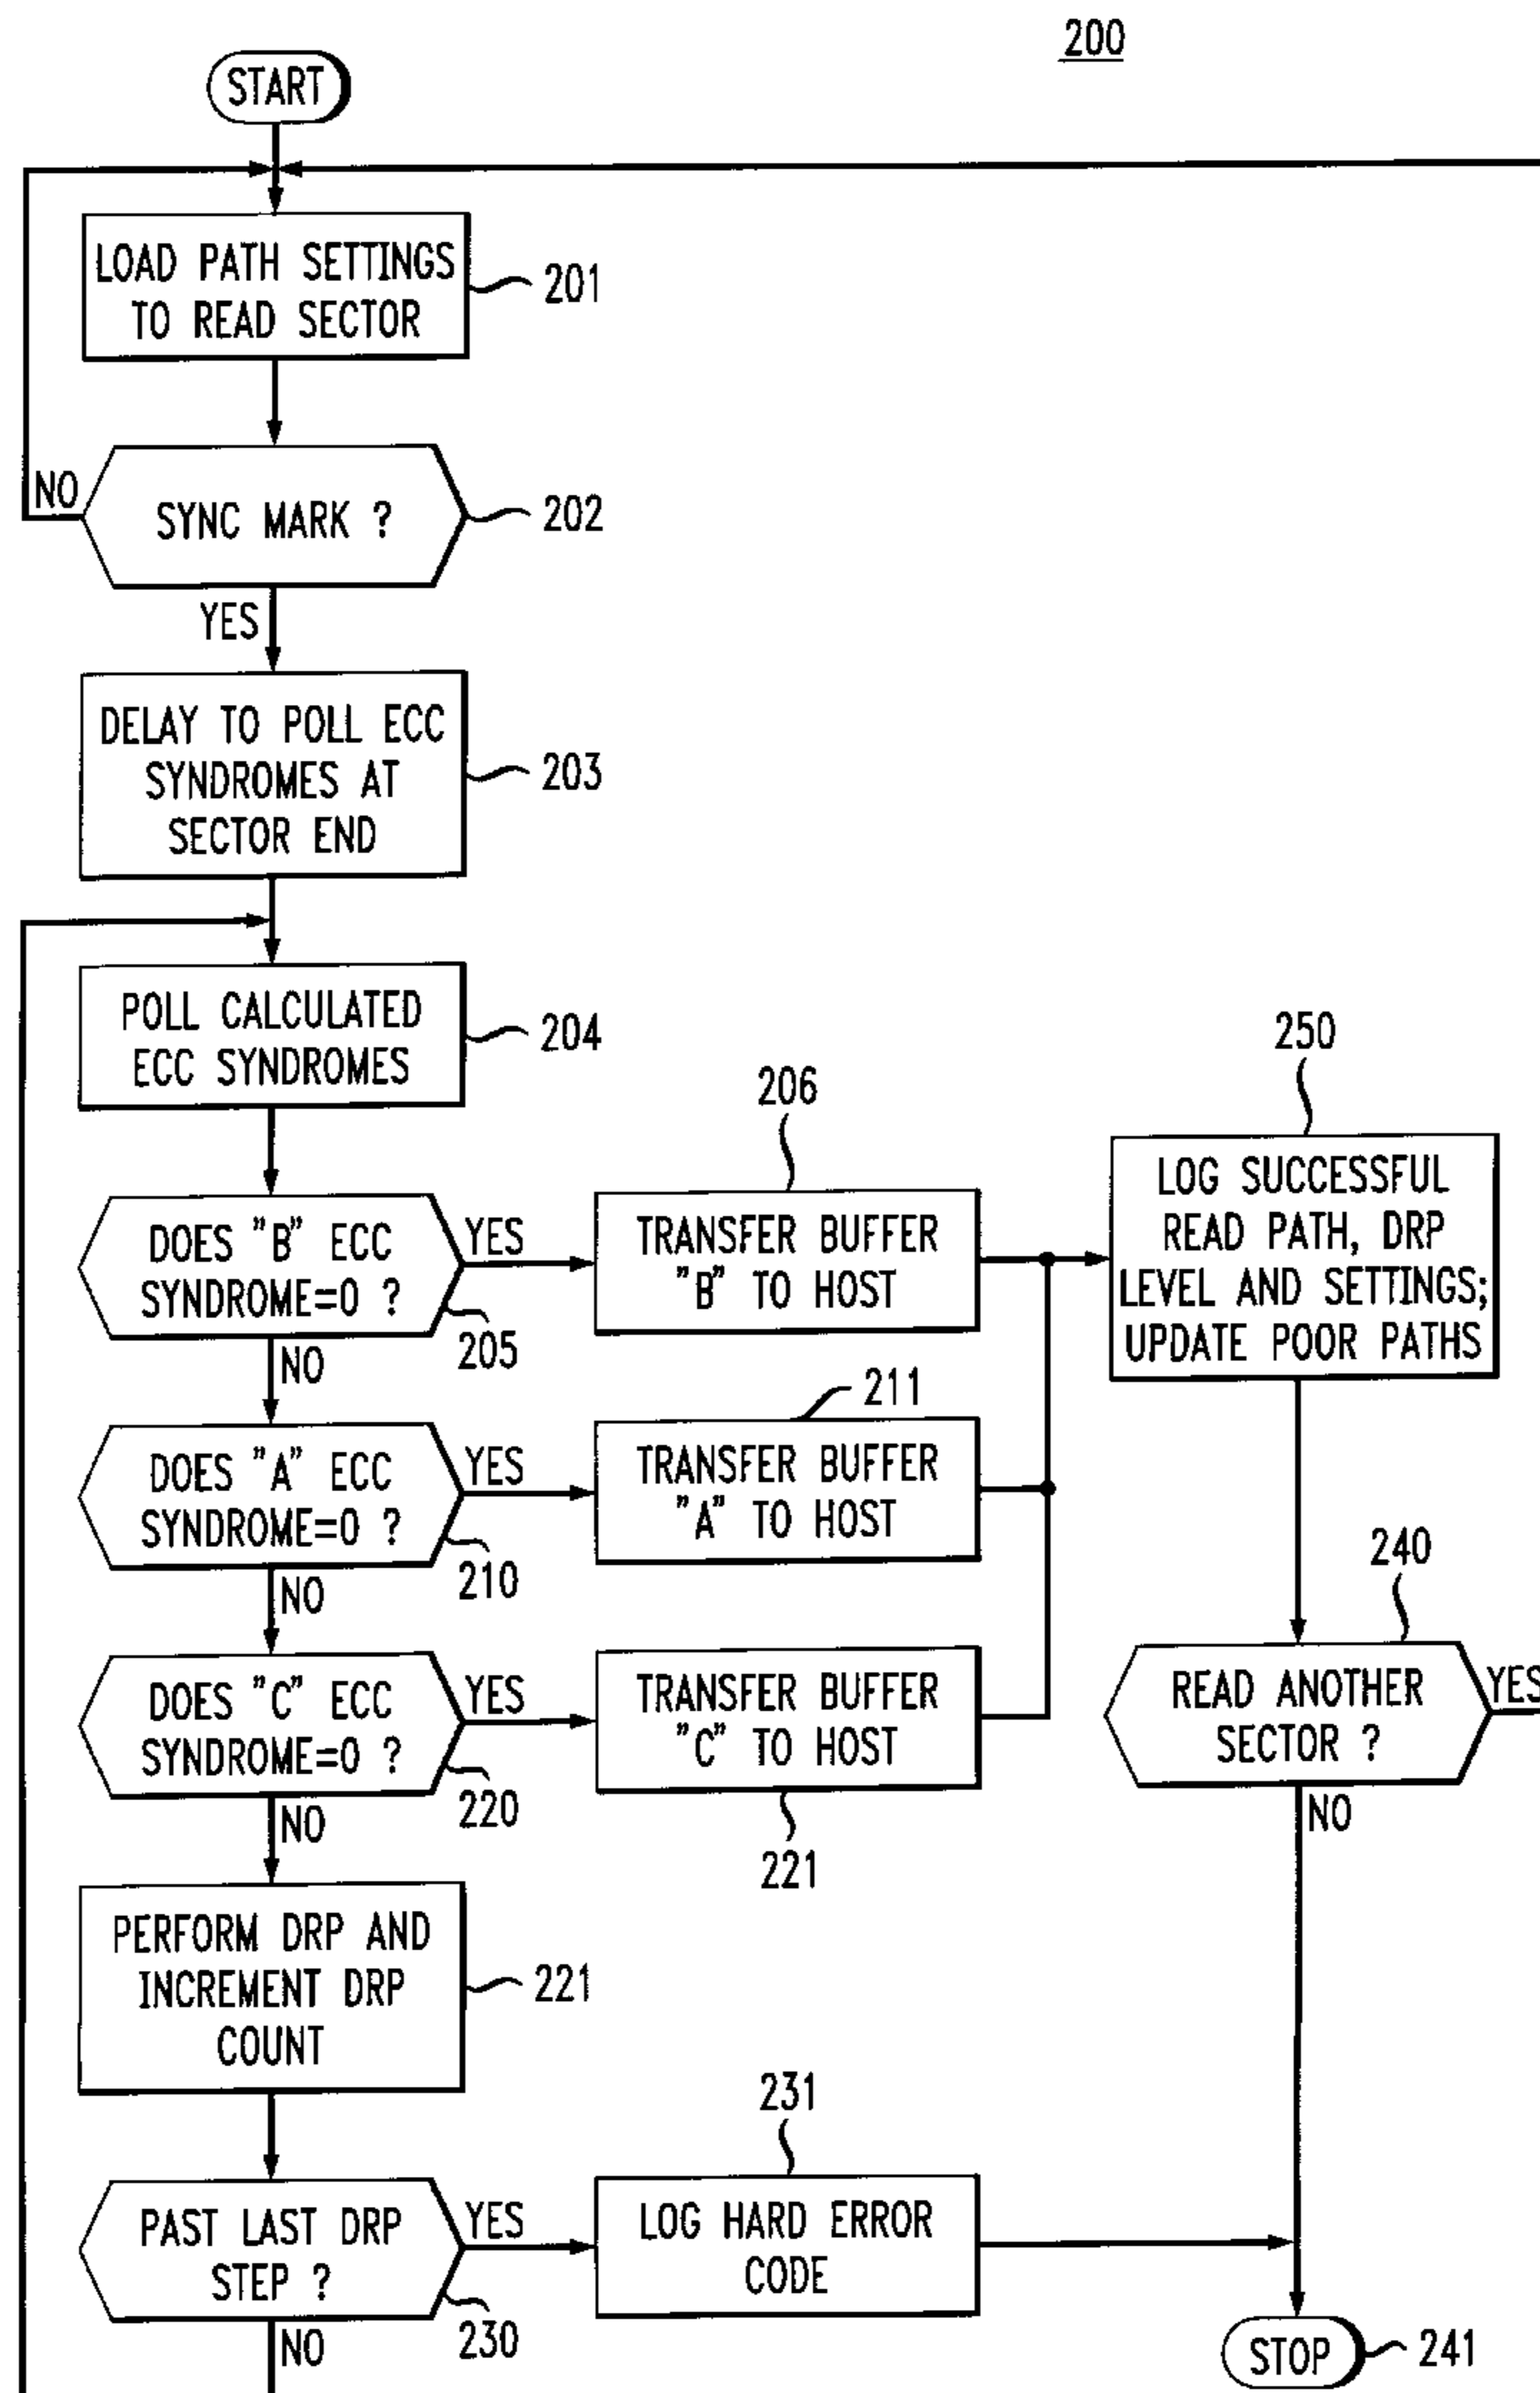 200
START
LOAD PATH SETTINGS
TO READ SECTOR
201
NO
SYNC MARK ?
202
YES
DELAY TO POLL ECC
SYNDROMES AT
SECTOR END
203
POLL CALCULATED
ECC SYNDROMES
204
DOES "B" ECC
SYNDROME=0 ?
205
YES
NO
206
TRANSFER BUFFER
"B" TO HOST
250
LOG SUCCESSFUL
READ PATH, DRP
LEVEL AND SETTINGS;
UPDATE POOR PATHS
DOES "A" ECC
SYNDROME=0 ?
210
YES
NO
211
TRANSFER BUFFER
"A" TO HOST
DOES "C" ECC
SYNDROME=0 ?
220
YES
NO
TRANSFER BUFFER
"C" TO HOST
221
240
READ ANOTHER
SECTOR ?
YES
NO
PERFORM DRP AND
INCREMENT DRP
COUNT
221
PAST LAST DRP
STEP ?
230
YES
NO
231
LOG HARD ERROR
CODE
STOP
241